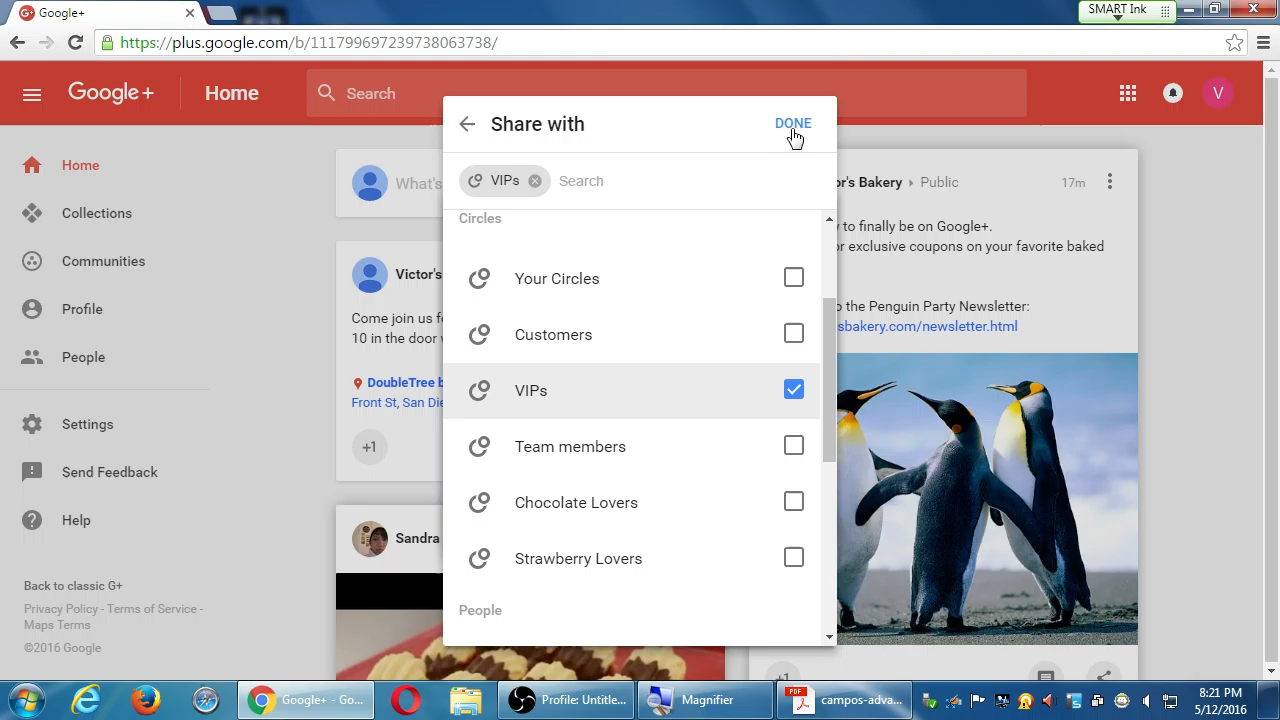 Google+
SMART Ink
https://plus.google.com/b/111799697239738063738/
Google+
Home
Search
V
Home
Collections
Communities
Profile
People
Settings
Send Feedback
Help
Back to classic G+
Privacy Policy - Terms of Service -
Maps Terms
©2016 Google
What's
Victor's
Come join us f
10 in the door
DoubleTree b
Front St, San Die
+1
Sandra
Share with
DONE
VIPs
Search
Circles
Your Circles
Customers
VIPs
Team members
Chocolate Lovers
Strawberry Lovers
People
or's Bakery
Public
17m
y to finally be on Google+.
or exclusive coupons on your favorite baked
o the Penguin Party Newsletter:
sbakery.com/newsletter.html
+1
Google+ - Go...
Profile: Untitle...
Magnifier
PDF
campos-adva...
8:21 PM
5/12/2016